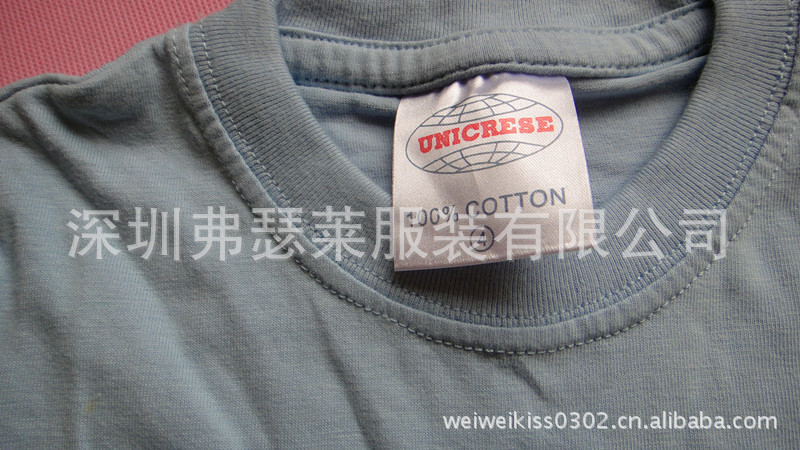 UNICRESE
100% COTTON
深圳弗瑟莱服装有限公司
weiweikiss0302.cn.alibaba.com